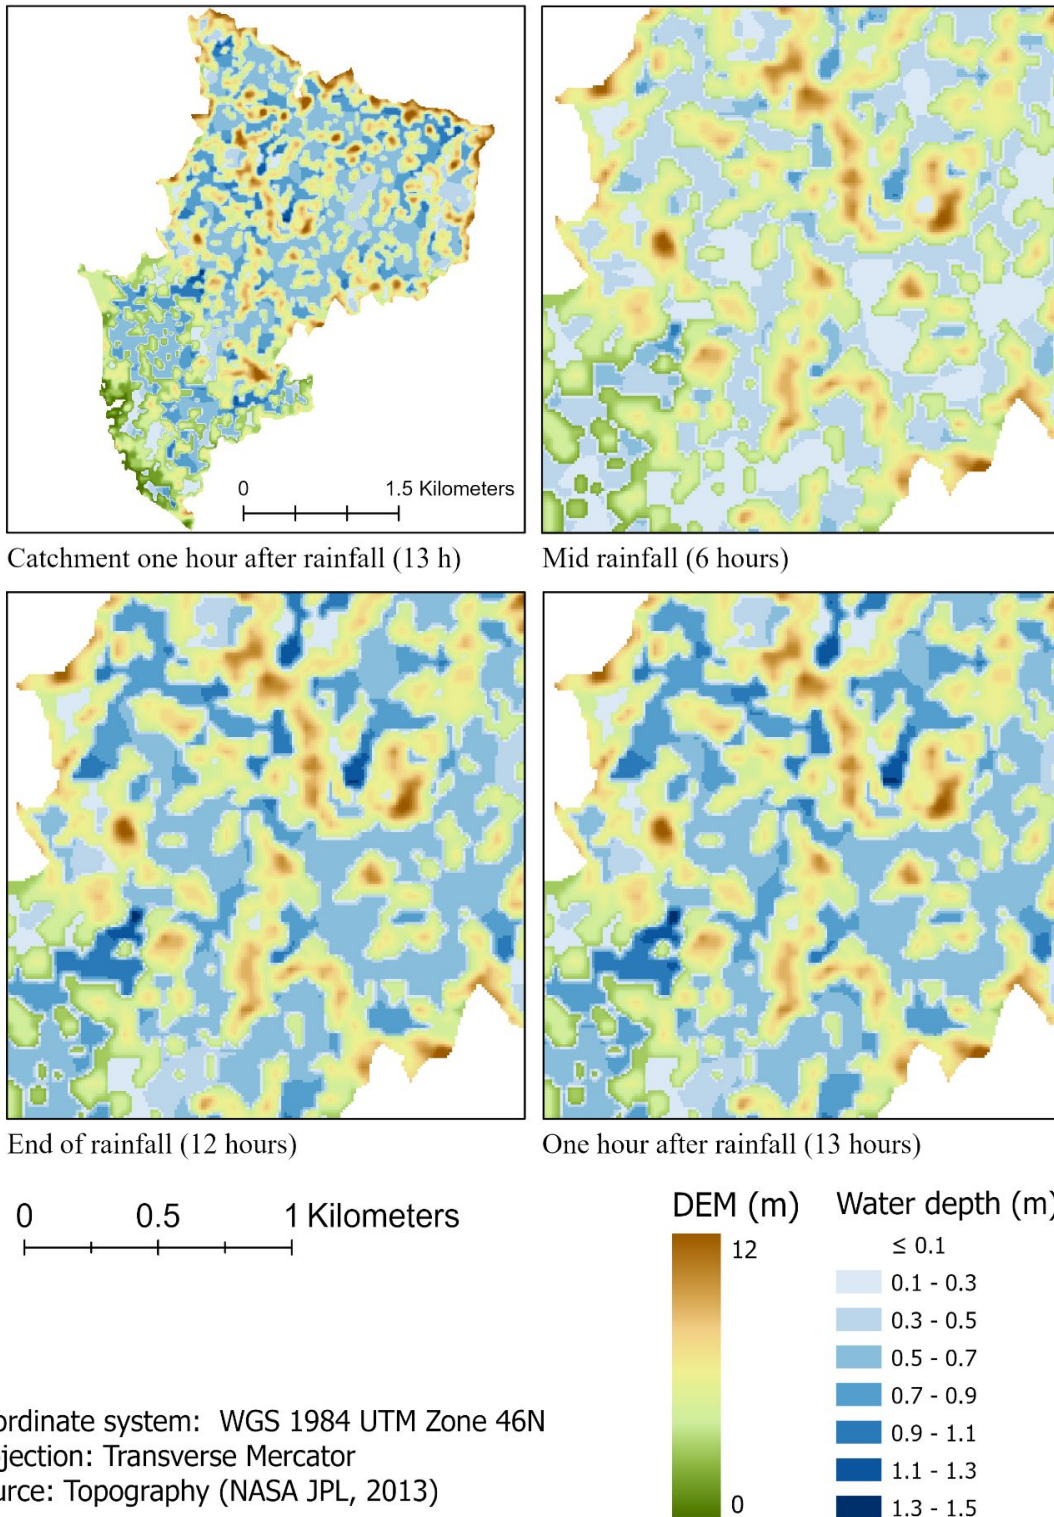 0 1.5 Kilometers
Catchment one hour after rainfall (13 h)
Mid rainfall (6 hours)
End of rainfall (12 hours)
One hour after rainfall (13 hours)
0 0.5 1 Kilometers
DEM (m)
12
0
Water depth (m)
≤ 0.1
0.1 - 0.3
0.3 - 0.5
0.5 - 0.7
0.7 - 0.9
0.9 - 1.1
1.1 - 1.3
1.3 - 1.5
ordinate system: WGS 1984 UTM Zone 46N
jection: Transverse Mercator
urce: Topography (NASA JPL, 2013)